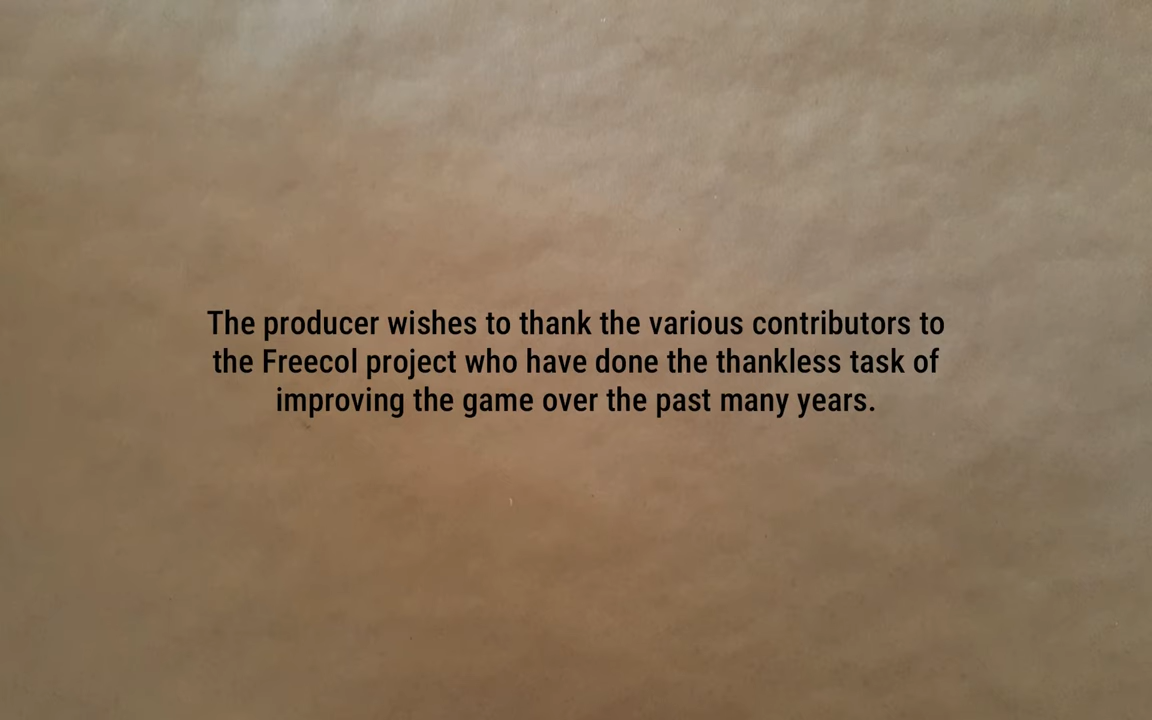 The producer wishes to thank the various contributors to
the Freecol project who have done the thankless task of
improving the game over the past many years.